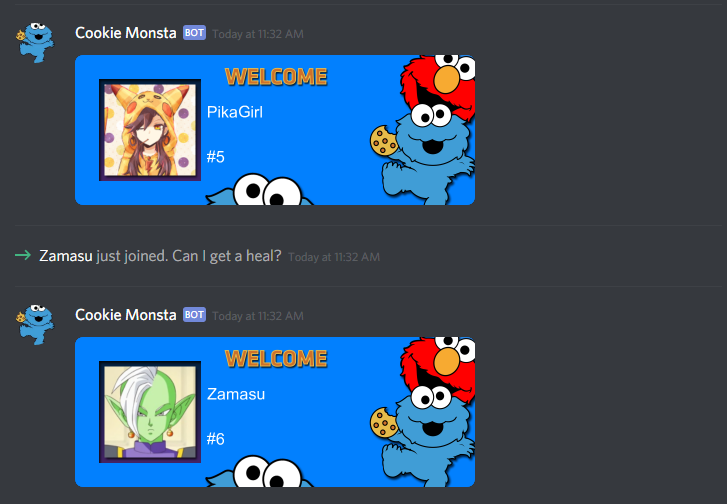 Cookie Monsta BOT Today at 11:32 AM
WELCOME
PikaGirl
#5
Zamasu just joined. Can I get a heal? Today at 11:32 AM
Cookie Monsta BOT Today at 11:32 AM
WELCOME
Zamasu
#6